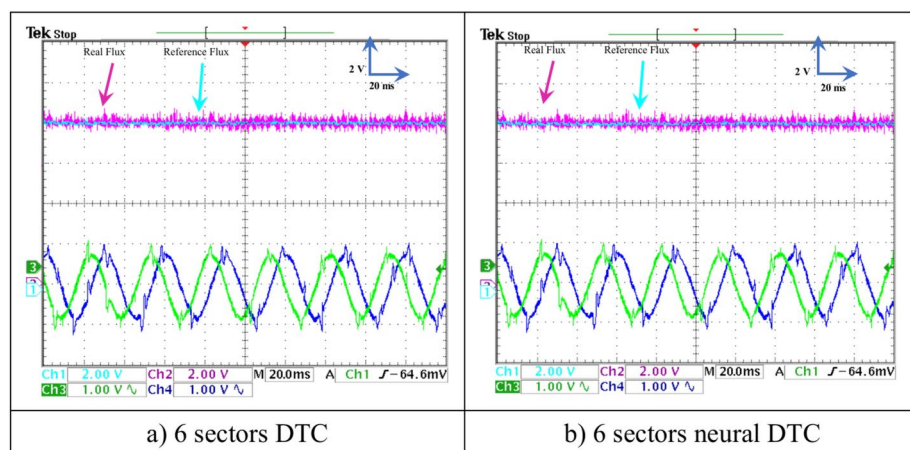 Tek Stop
Real Flux
Reference Flux
2 V
20 ms
3
1
Ch1 2.00 V Ch2 2.00 V M 20.0ms A Ch1 -64.6mV
Ch3 1.00 V Ch4 1.00 V
a) 6 sectors DTC
Tek Stop
Real Flux
Reference Flux
2 V
20 ms
3
1
Ch1 2.00 V Ch2 2.00 V M 20.0ms A Ch1 -64.6mV
Ch3 1.00 V Ch4 1.00 V
b) 6 sectors neural DTC